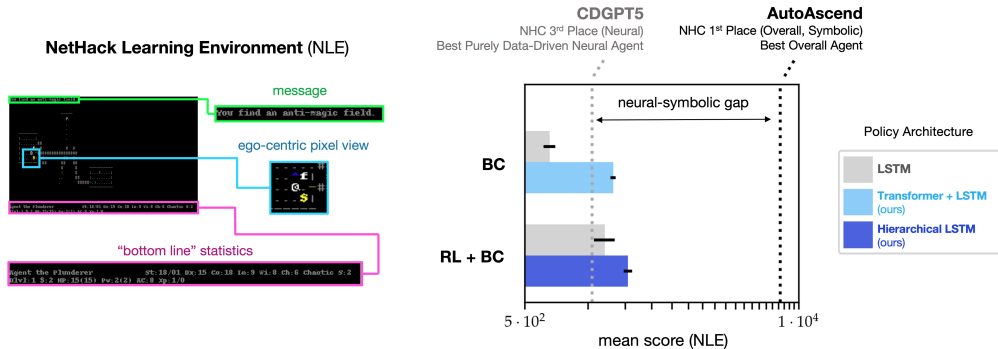 NetHack Learning Environment (NLE)
message
You find an anti-magic field.
ego-centric pixel view
"bottom line" statistics
Agent the Plunderer St:18/01 Dx:15 Co:18 In:9 Wi:8 Ch:6 Chaotic S:2
Dlvl:1 $:2 HP:15(15) Pw:2(2) AC:8 Xp:1/0
CDGPT5
NHC 3rd Place (Neural)
Best Purely Data-Driven Neural Agent
AutoAscend
NHC 1st Place (Overall, Symbolic)
Best Overall Agent
neural-symbolic gap
BC
RL + BC
5 · 10²
1 · 10⁴
mean score (NLE)
Policy Architecture
LSTM
Transformer + LSTM
(ours)
Hierarchical LSTM
(ours)